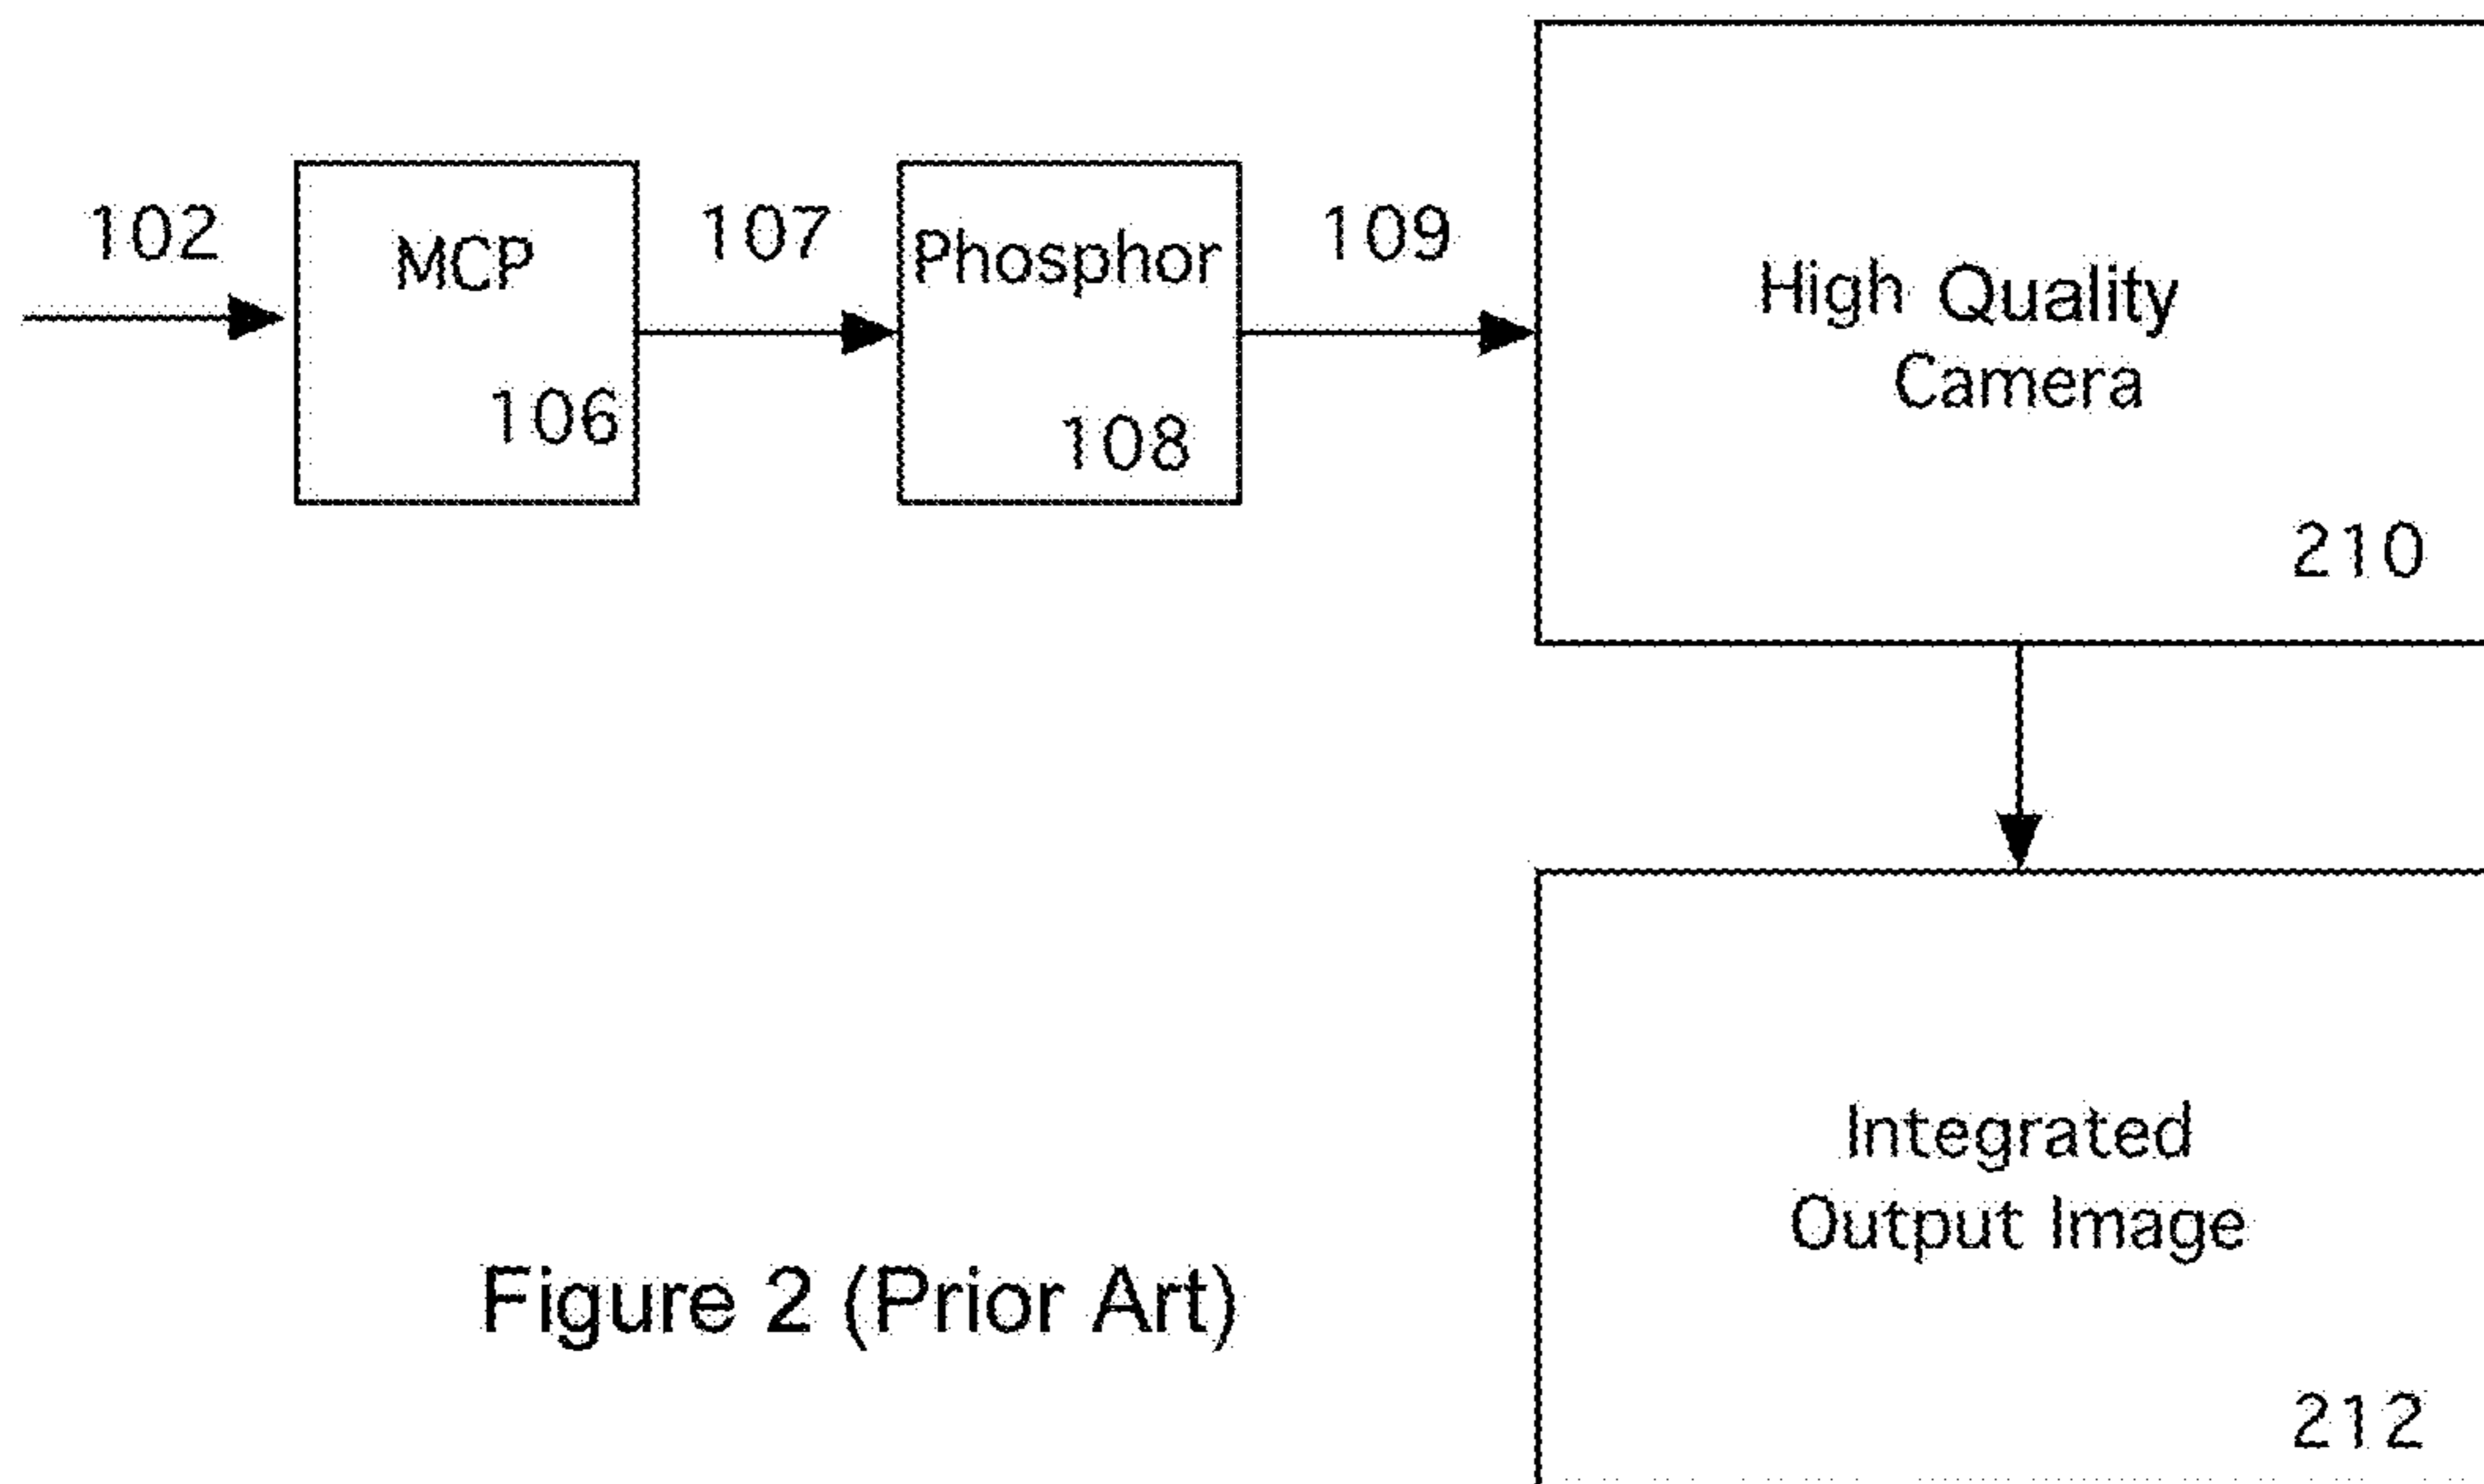 102
MCP
106
107
Phosphor
108
109
High Quality
Camera
210
Integrated
Output Image
212
Figure 2 (Prior Art)